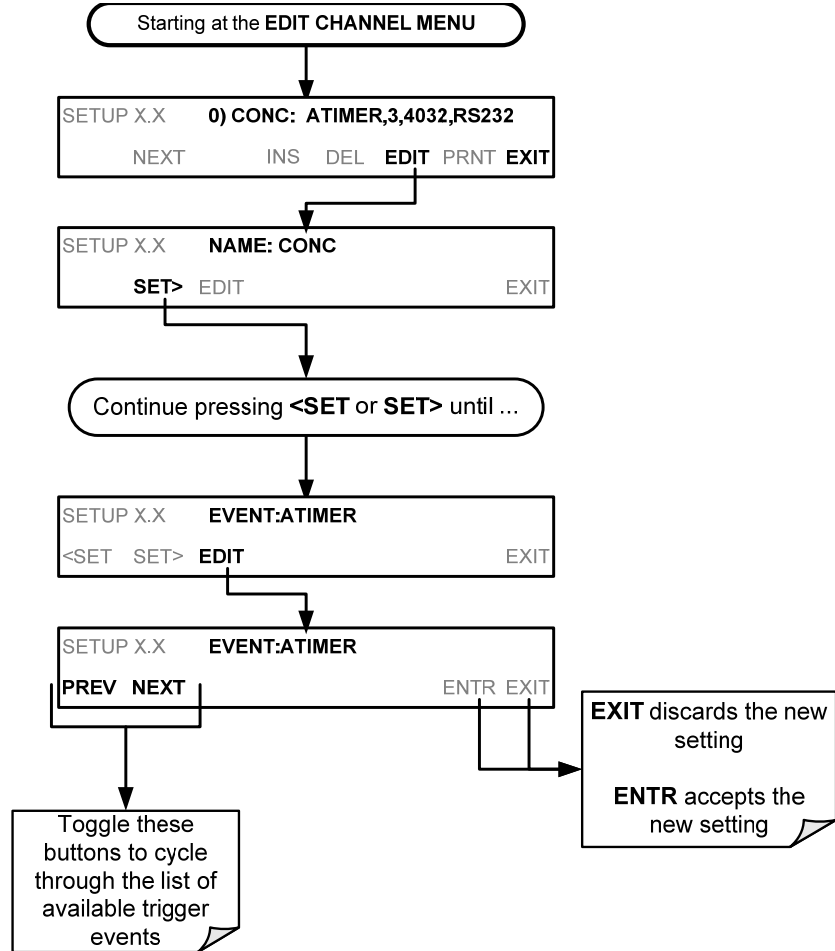 Starting at the EDIT CHANNEL MENU
SETUP X.X 0) CONC: ATIMER,3,4032,RS232
NEXT INS DEL EDIT PRNT EXIT
SETUP X.X NAME: CONC
SET> EDIT EXIT
Continue pressing <SET or SET> until ...
SETUP X.X EVENT:ATIMER
<SET SET> EDIT EXIT
SETUP X.X EVENT:ATIMER
PREV NEXT ENTR EXIT
EXIT discards the new
setting
ENTR accepts the
new setting
Toggle these
buttons to cycle
through the list of
available trigger
events